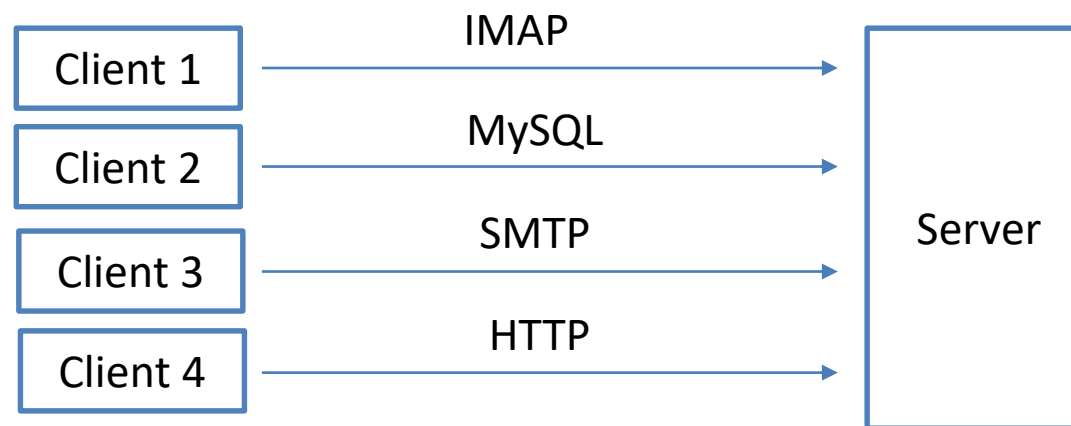 IMAP
Client 1
MySQL
Client 2
SMTP
Server
Client 3
HTTP
Client 4